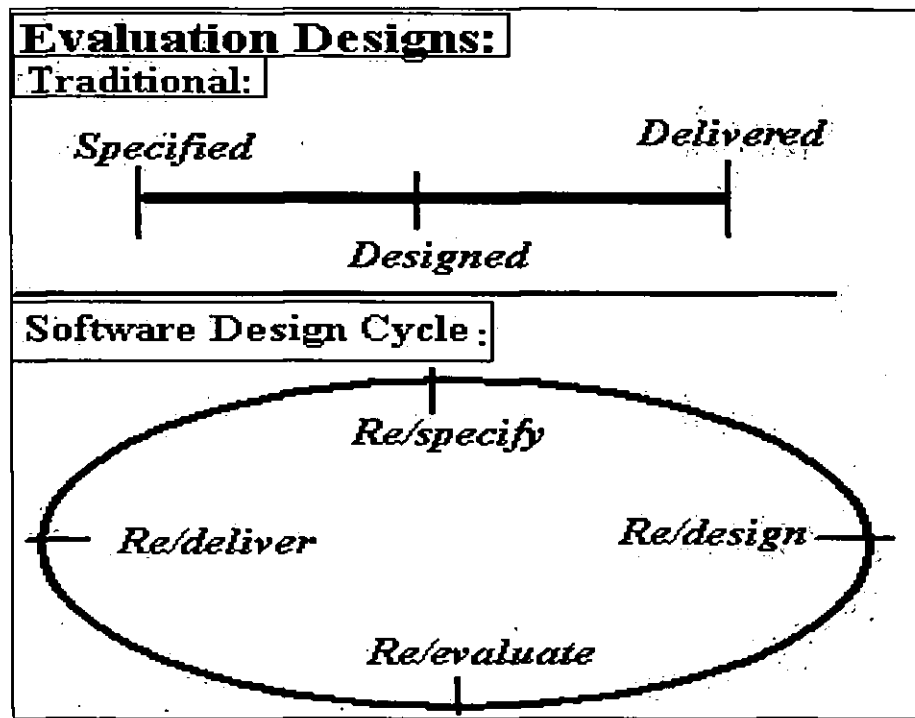 Evaluation Designs:
Traditional:
Specified
Delivered
Designed
Software Design Cycle :
Re/specify
Re/deliver
Re/design
Re/evaluate